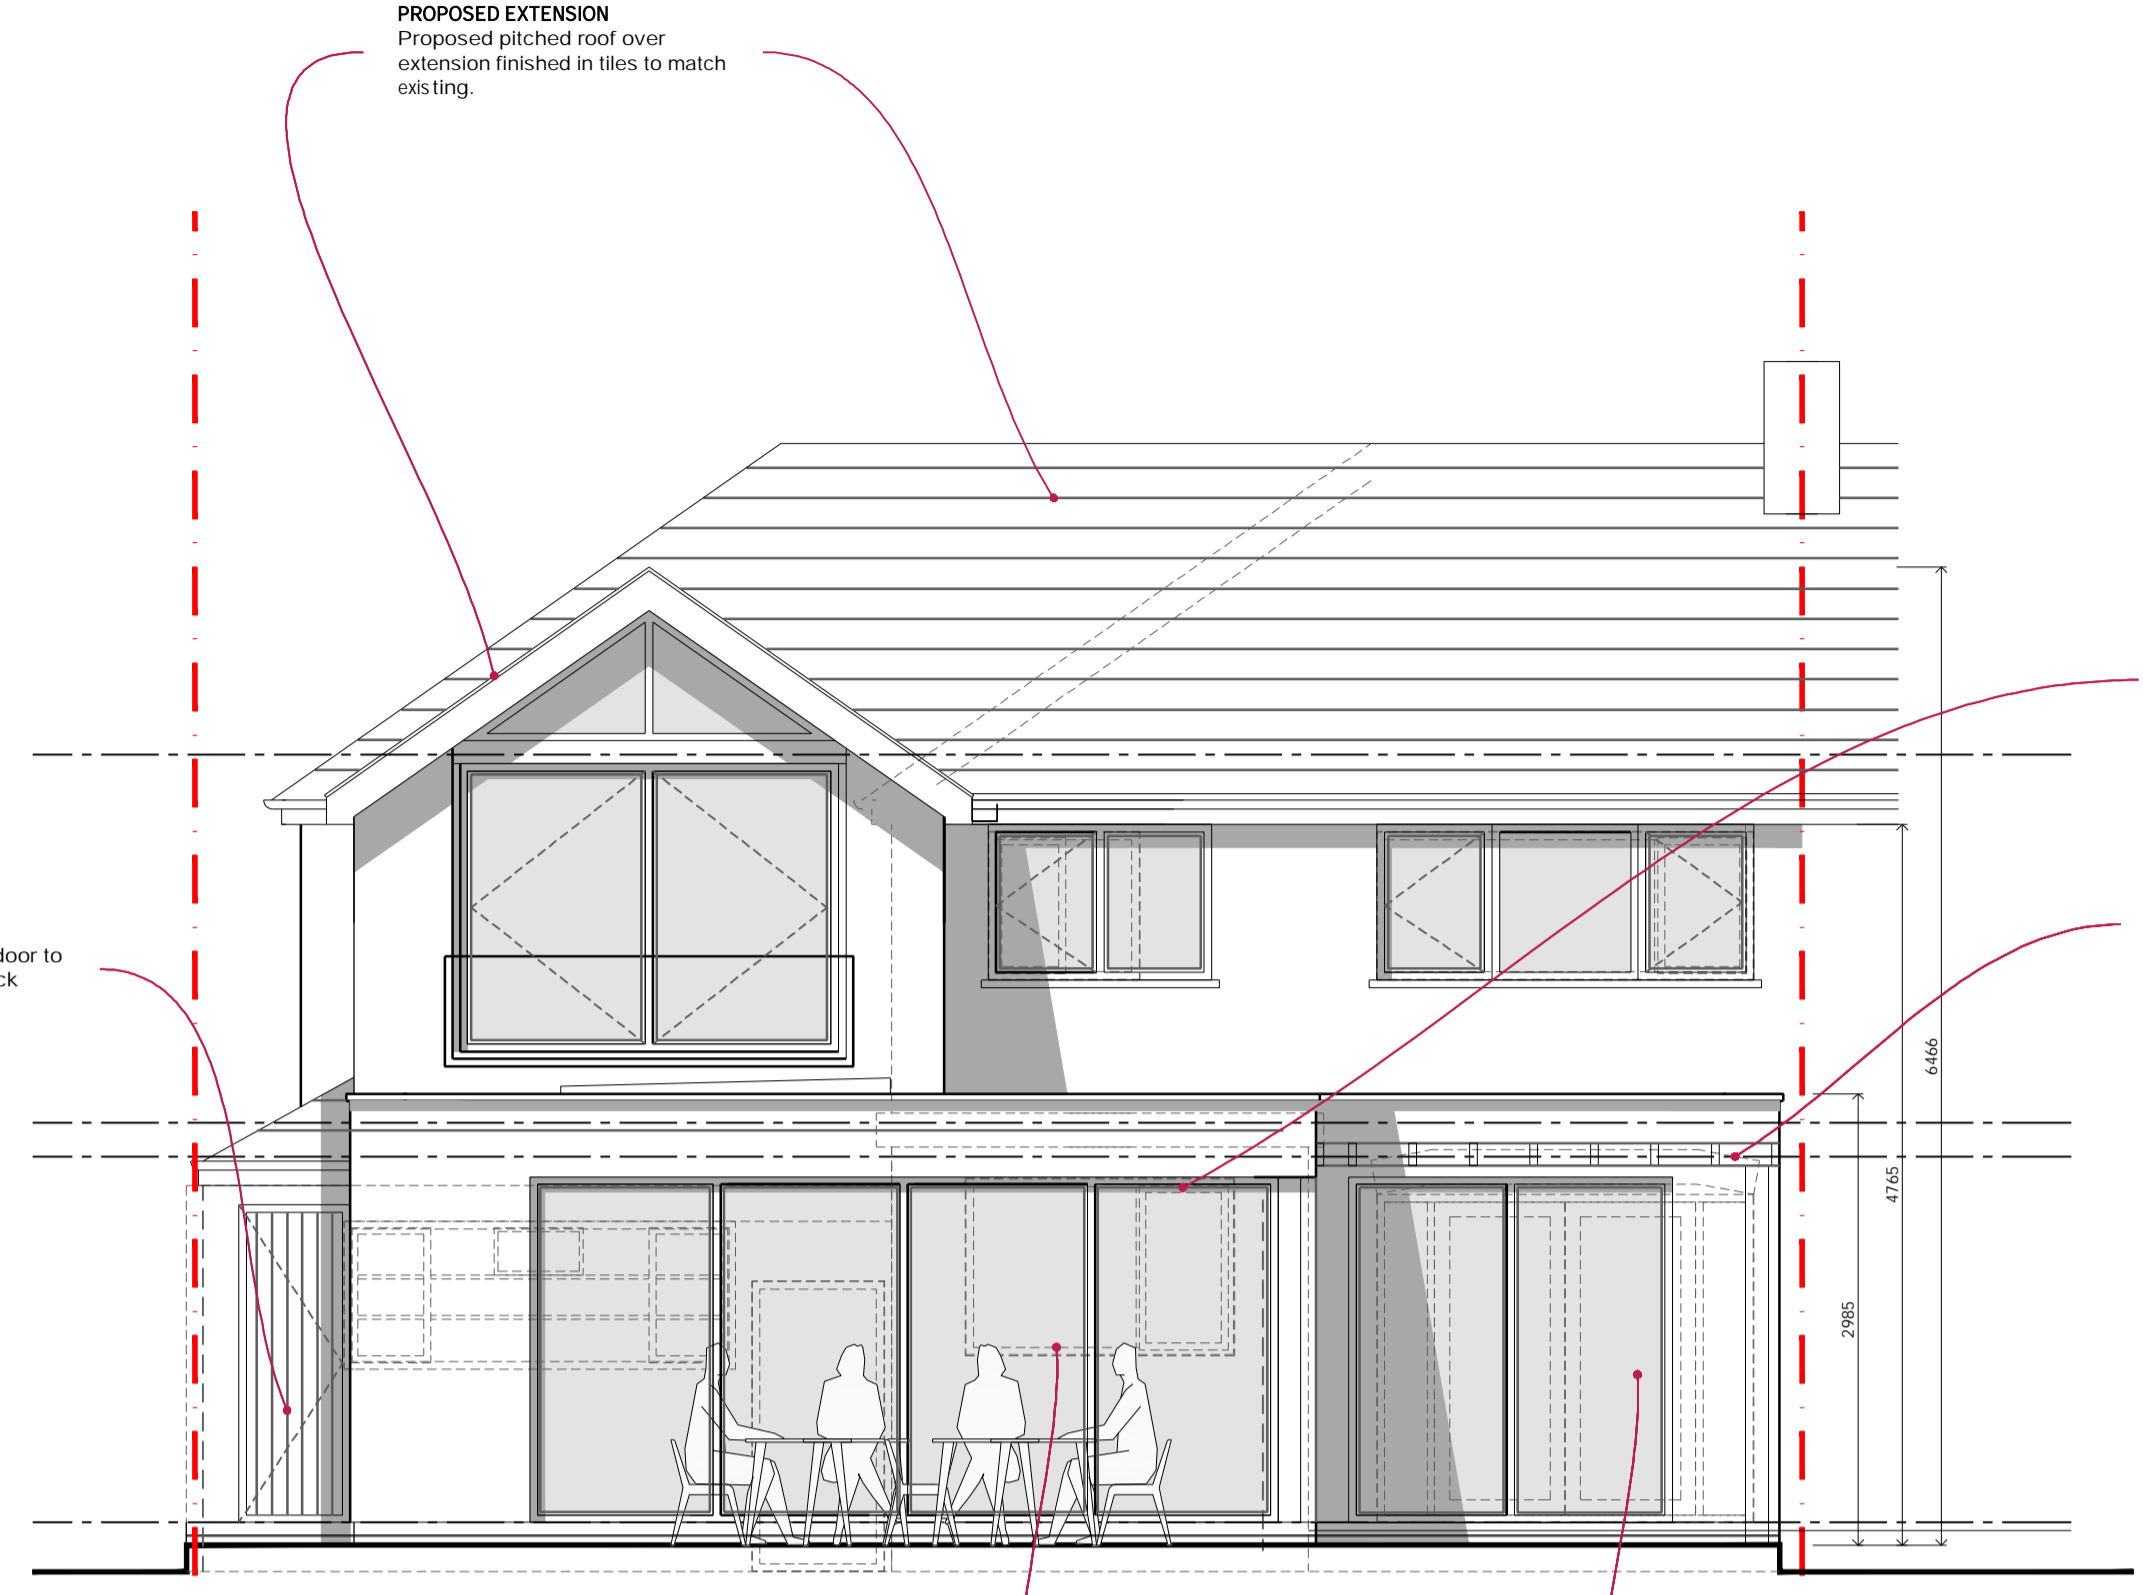 PROPOSED EXTENSION
Proposed pitched roof over
extension finished in tiles to match
existing.
door to
ck
6466
4765
2985